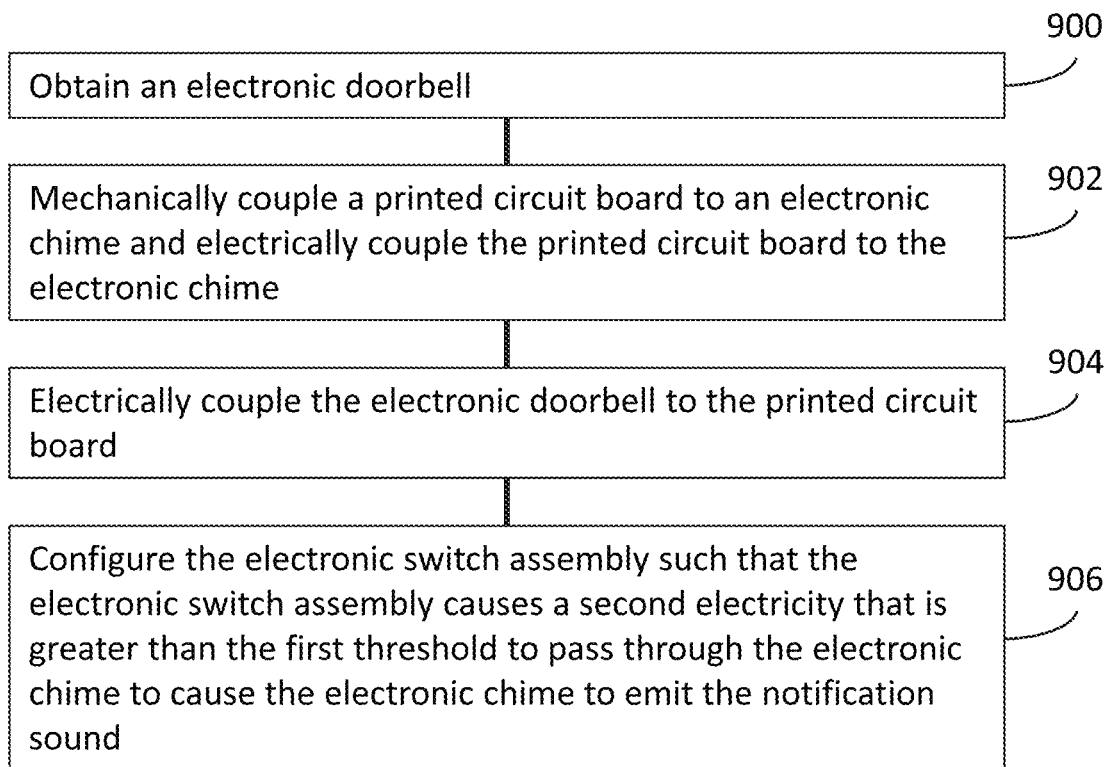 900
Obtain an electronic doorbell
902
Mechanically couple a printed circuit board to an electronic
chime and electrically couple the printed circuit board to the
electronic chime
904
Electrically couple the electronic doorbell to the printed circuit
board
906
Configure the electronic switch assembly such that the
electronic switch assembly causes a second electricity that is
greater than the first threshold to pass through the electronic
chime to cause the electronic chime to emit the notification
sound